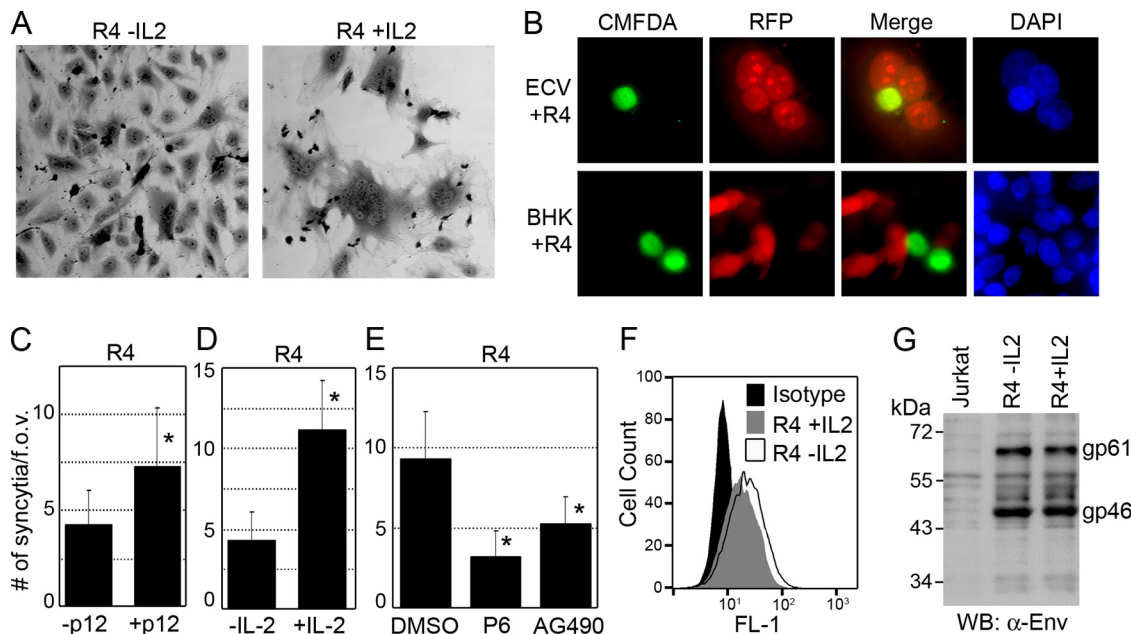 A
R4 -IL2
R4 +IL2
B
CMFDA
RFP
Merge
DAPI
ECV
+R4
BHK
+R4
C
R4
# of syncytia/f.o.v.
10
5
0
*
-p12
+p12
D
R4
15
10
5
0
*
-IL-2
+IL-2
E
R4
15
10
5
0
*
*
DMSO
P6
AG490
F
Cell Count
100
80
60
40
20
0
Isotype
R4 +IL2
R4 -IL2
10¹
10²
10³
FL-1
G
Jurkat
R4 -IL2
R4+IL2
kDa
72
55
43
34
gp61
gp46
WB: α-Env